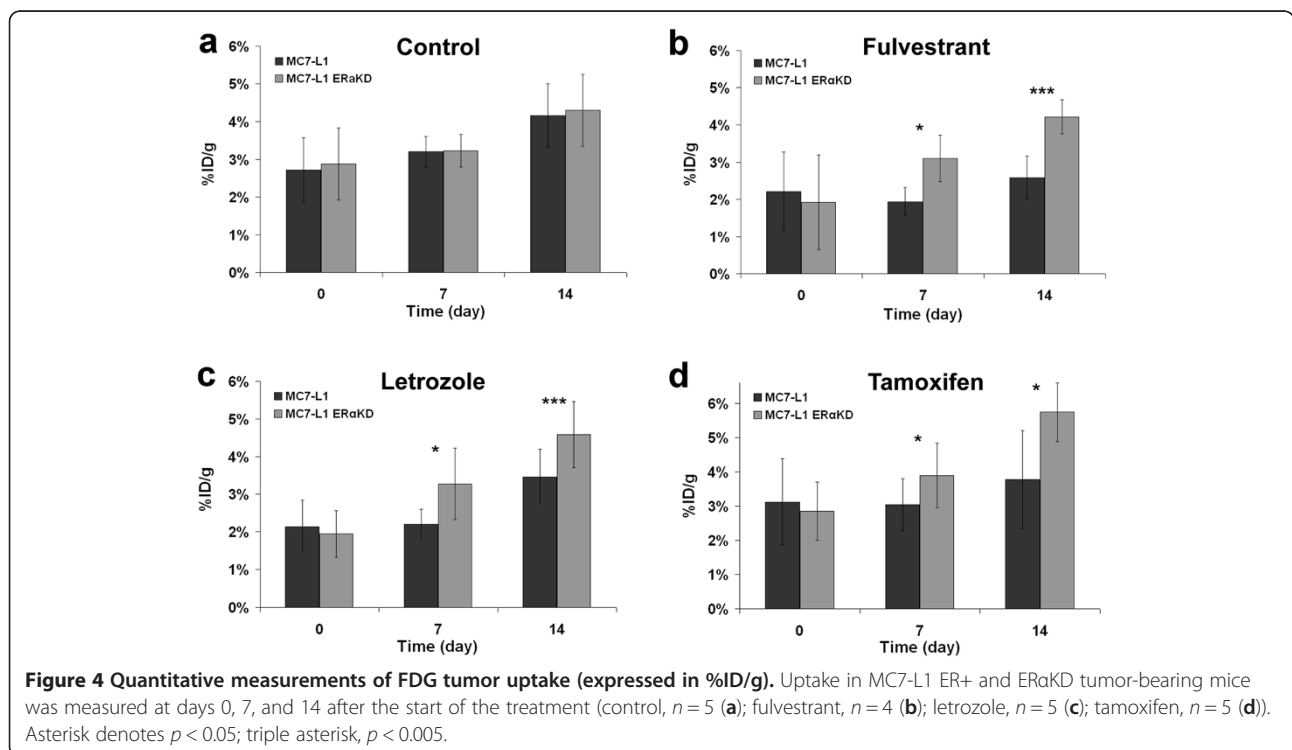 a
Control
6%
5%
4%
3%
2%
1%
0%
%ID/g
MC7-L1
MC7-L1 ERaKD
0 7 14
Time (day)
b
Fulvestrant
6%
5%
4%
3%
2%
1%
0%
%ID/g
MC7-L1
MC7-L1 ERαKD
*
***
0 7 14
Time (day)
c
Letrozole
6%
5%
4%
3%
2%
1%
0%
%ID/g
MC7-L1
MC7-L1 ERαKD
*
***
0 7 14
Time (day)
d
Tamoxifen
6%
5%
4%
3%
2%
1%
0%
%ID/g
MC7-L1
MC7-L1 ERαKD
*
*
0 7 14
Time (day)
Figure 4 Quantitative measurements of FDG tumor uptake (expressed in %ID/g). Uptake in MC7-L1 ER+ and ERαKD tumor-bearing mice
was measured at days 0, 7, and 14 after the start of the treatment (control, n = 5 (a); fulvestrant, n = 4 (b); letrozole, n = 5 (c); tamoxifen, n = 5 (d)).
Asterisk denotes p < 0.05; triple asterisk, p < 0.005.